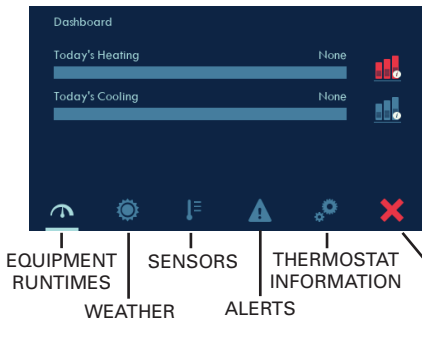 Dashboard
Today's Heating None
Today's Cooling None
EQUIPMENT RUNTIMES
WEATHER
SENSORS
ALERTS
THERMOSTAT INFORMATION